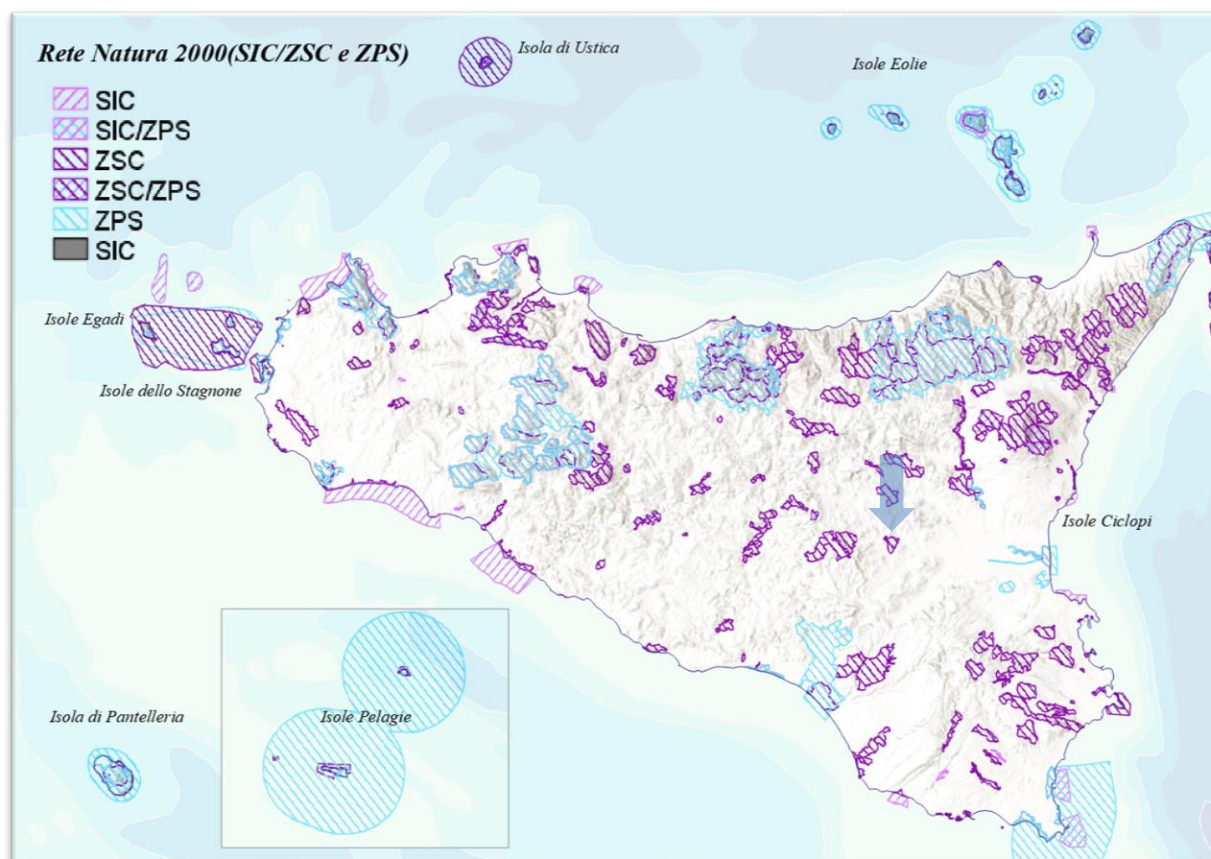 Rete Natura 2000(SIC/ZSC e ZPS)
SIC
SIC/ZPS
ZSC
ZSC/ZPS
ZPS
SIC
Isola di Ustica
Isole Eolie
Isole Egadi
Isole dello Stagnone
Isole Ciclopi
Isola di Pantelleria
Isole Pelagie